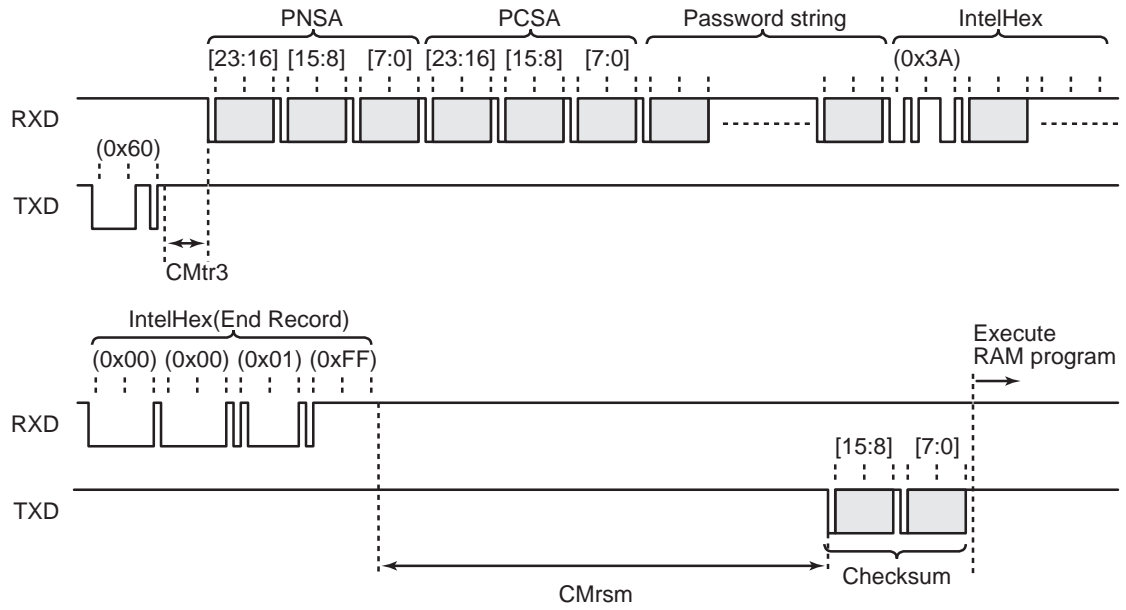 PNSA PCSA Password string IntelHex
[23:16] [15:8] [7:0] [23:16] [15:8] [7:0] (0x3A)
RXD
(0x60)
TXD
CMtr3
IntelHex(End Record)
(0x00) (0x00) (0x01) (0xFF)
Execute
RAM program
RXD
[15:8] [7:0]
TXD
Checksum
CMrsm